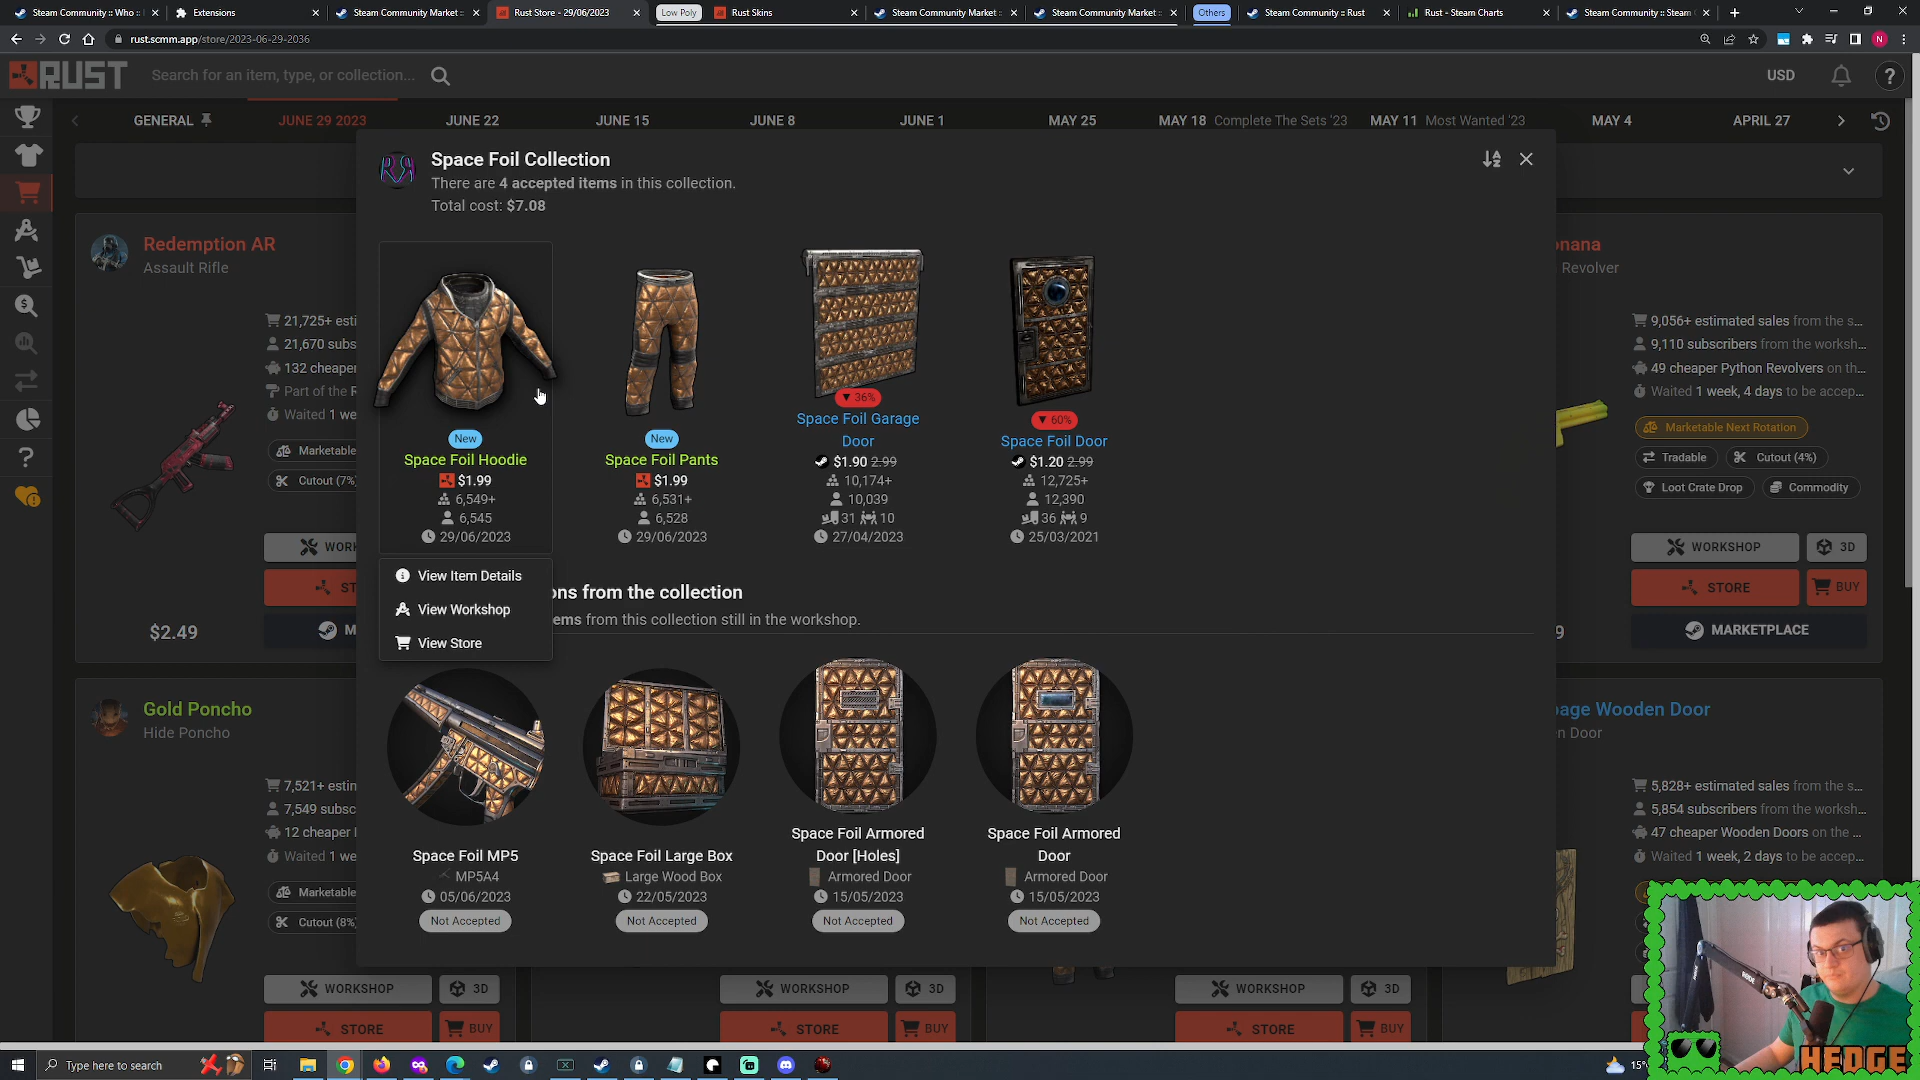 Steam Community :: Who ::
Extensions
Steam Community Market ::
Rust Store - 29/06/2023
Low Poly
Rust Skins
Steam Community Market ::
Steam Community Market ::
Others
Steam Community :: Rust
Rust - Steam Charts
Steam Community :: Steam
rust.scmm.app/store/2023-06-29-2036
N
RUST
Search for an item, type, or collection...
USD
GENERAL
JUNE 29 2023
JUNE 22
JUNE 15
JUNE 8
JUNE 1
MAY 25
MAY 18 Complete The Sets '23
MAY 11 Most Wanted '23
MAY 4
APRIL 27
Space Foil Collection
There are 4 accepted items in this collection.
Total cost: $7.08
Redemption AR
Assault Rifle
21,725+ esti
21,670 subs
132 cheape
Part of the R
Waited 1 we
Marketable
Cutout (7%
WOR
ST
$2.49
M
New
Space Foil Hoodie
$1.99
6,549+
6,545
29/06/2023
New
Space Foil Pants
$1.99
6,531+
6,528
29/06/2023
▼ 36%
Space Foil Garage
Door
$1.90 2.99
10,174+
10,039
31 10
27/04/2023
▼ 60%
Space Foil Door
$1.20 2.99
12,725+
12,390
36 9
25/03/2021
View Item Details
View Workshop
View Store
ons from the collection
ems from this collection still in the workshop.
Space Foil MP5
MP5A4
05/06/2023
Not Accepted
Space Foil Large Box
Large Wood Box
22/05/2023
Not Accepted
Space Foil Armored
Door [Holes]
Armored Door
15/05/2023
Not Accepted
Space Foil Armored
Door
Armored Door
15/05/2023
Not Accepted
onana
Revolver
9,056+ estimated sales from the s...
9,110 subscribers from the worksh...
49 cheaper Python Revolvers on th...
Waited 1 week, 4 days to be accep...
Marketable Next Rotation
Tradable
Cutout (4%)
Loot Crate Drop
Commodity
WORKSHOP
3D
STORE
BUY
9
MARKETPLACE
Gold Poncho
Hide Poncho
7,521+ estin
7,549 subsc
12 cheaper
Waited 1 we
Marketable
Cutout (8%
WORKSHOP
3D
STORE
BUY
WORKSHOP
3D
STORE
BUY
WORKSHOP
3D
STORE
BUY
age Wooden Door
n Door
5,828+ estimated sales from the s...
5,854 subscribers from the worksh...
47 cheaper Wooden Doors on the ...
Waited 1 week, 2 days to be accep...
Type here to search
15°
HEDGE